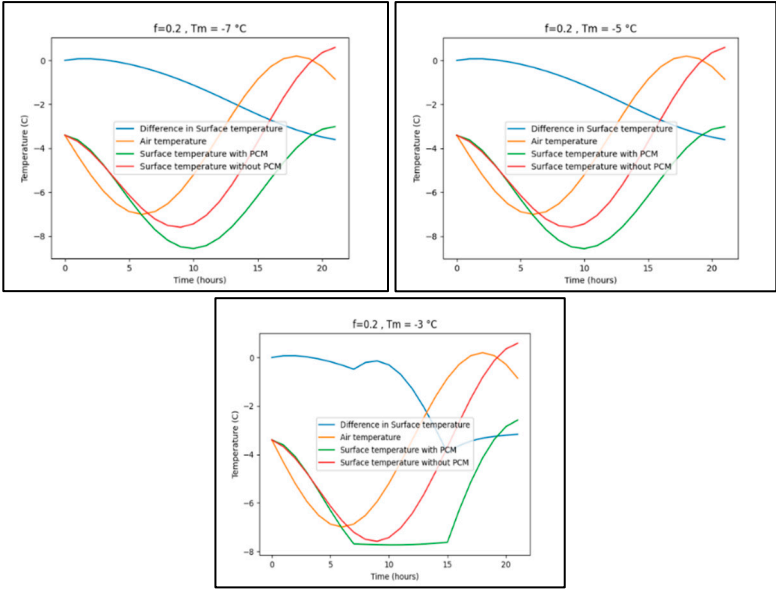 f=0.2 , Tm = -7 °C
Temperature (C)
0
−2
−4
−6
−8
Difference in Surface temperature
Air temperature
Surface temperature with PCM
Surface temperature without PCM
0 5 10 15 20
Time (hours)
f=0.2 , Tm = -5 °C
Temperature (C)
0
−2
−4
−6
−8
Difference in Surface temperature
Air temperature
Surface temperature with PCM
Surface temperature without PCM
0 5 10 15 20
Time (hours)
f=0.2 , Tm = -3 °C
Temperature (C)
0
−2
−4
−6
−8
Difference in Surface temperature
Air temperature
Surface temperature with PCM
Surface temperature without PCM
0 5 10 15 20
Time (hours)